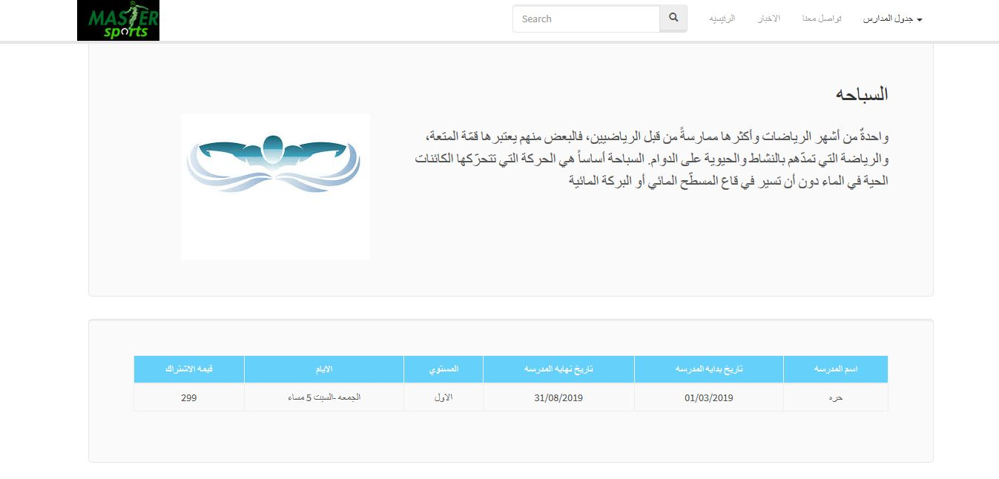 MASTER
sports
Search
الرئيسيه
الاخبار
تواصل معنا
جدول المدارس
السباحه
واحدةٌ من أشهر الرياضات وأكثرها ممارسةً من قبل الرياضيين، فالبعض منهم يعتبرها قمّة المتعة،
والرياضة التي تمدّهم بالنشاط والحيوية على الدوام. السباحة أساساً هي الحركة التي تتحرّكها الكائنات
الحية في الماء دون أن تسير في قاع المسطّح المائي أو البركة المائية
اسم المدرسه تاريخ بدايه المدرسه تاريخ نهايه المدرسه المستوي الايام قيمه الاشتراك
حره 01/03/2019 31/08/2019 الاول الجمعه -السبت 5 مساء 299